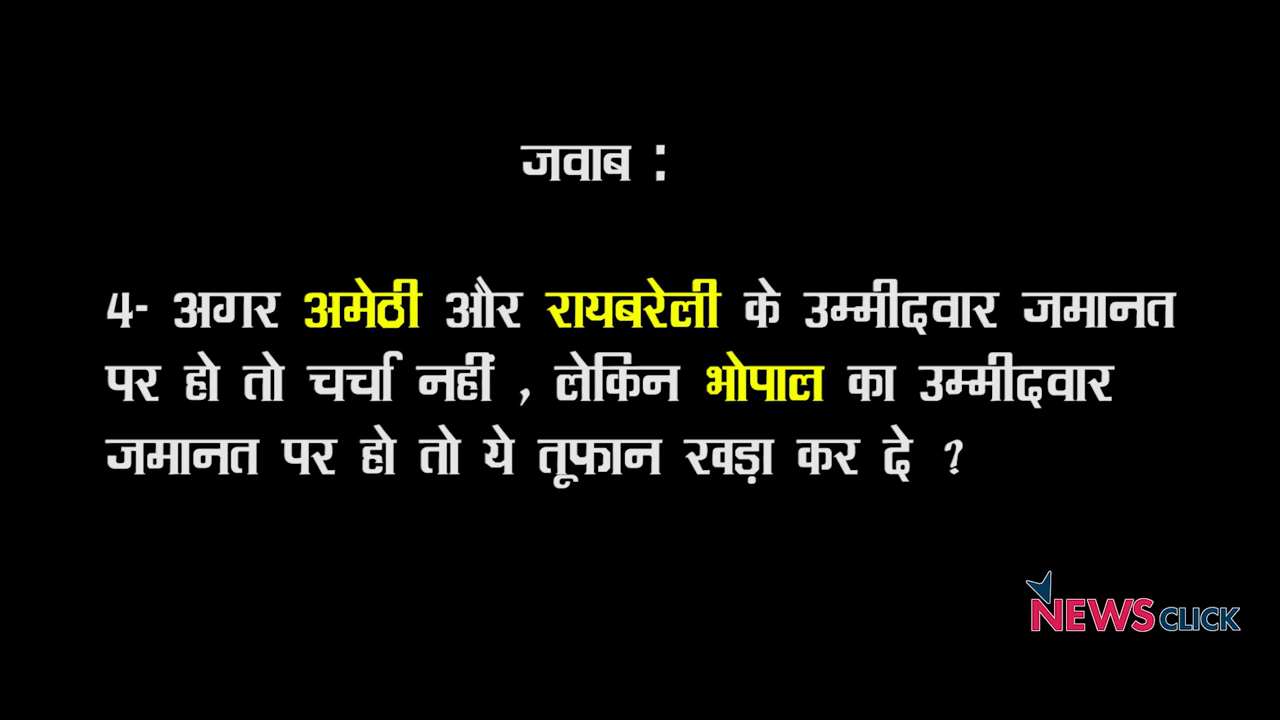 जवाब :
4- अगर अमेठी और रायबरेली के उम्मीदवार जमानत
पर हो तो चर्चा नहीं , लेकिन भोपाल का उम्मीदवार
जमानत पर हो तो ये तूफान खड़ा कर दे ?
NEWSCLICK